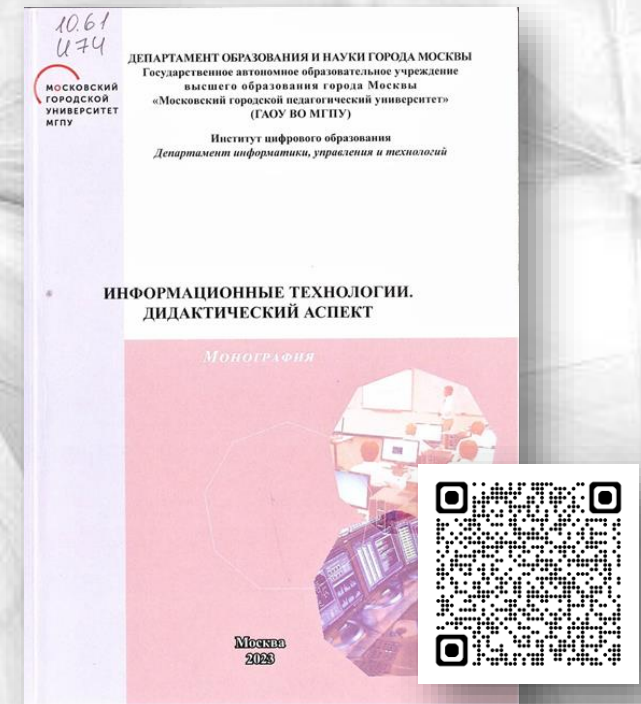 10.61
И 74
МОСКОВСКИЙ
ГОРОДСКОЙ
УНИВЕРСИТЕТ
МГПУ
ДЕПАРТАМЕНТ ОБРАЗОВАНИЯ И НАУКИ ГОРОДА МОСКВЫ
Государственное автономное образовательное учреждение
высшего образования города Москвы
«Московский городской педагогический университет»
(ГАОУ ВО МГПУ)
Институт цифрового образования
Департамент информатики, управления и технологий
ИНФОРМАЦИОННЫЕ ТЕХНОЛОГИИ.
ДИДАКТИЧЕСКИЙ АСПЕКТ
МОНОГРАФИЯ
Москва
2023